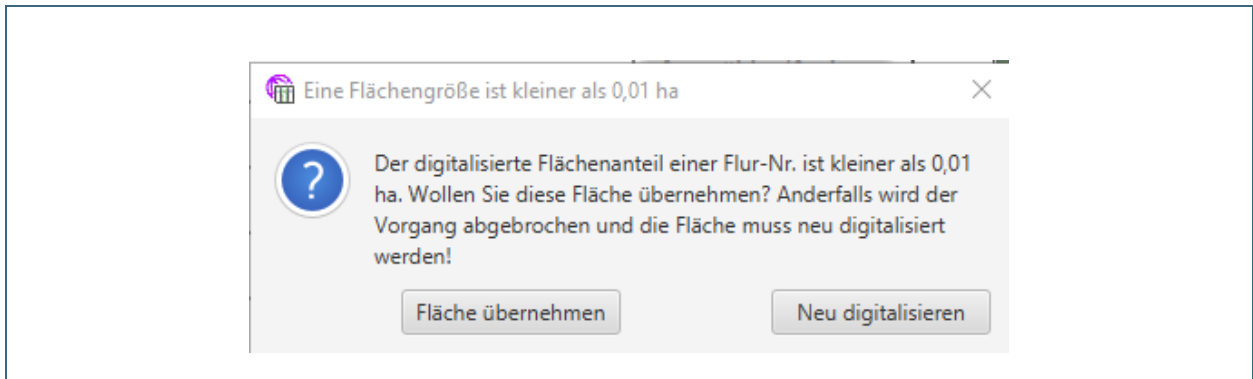 Eine Flächengröße ist kleiner als 0,01 ha
Der digitalisierte Flächenanteil einer Flur-Nr. ist kleiner als 0,01
ha. Wollen Sie diese Fläche übernehmen? Anderfalls wird der
Vorgang abgebrochen und die Fläche muss neu digitalisiert
werden!
Fläche übernehmen
Neu digitalisieren